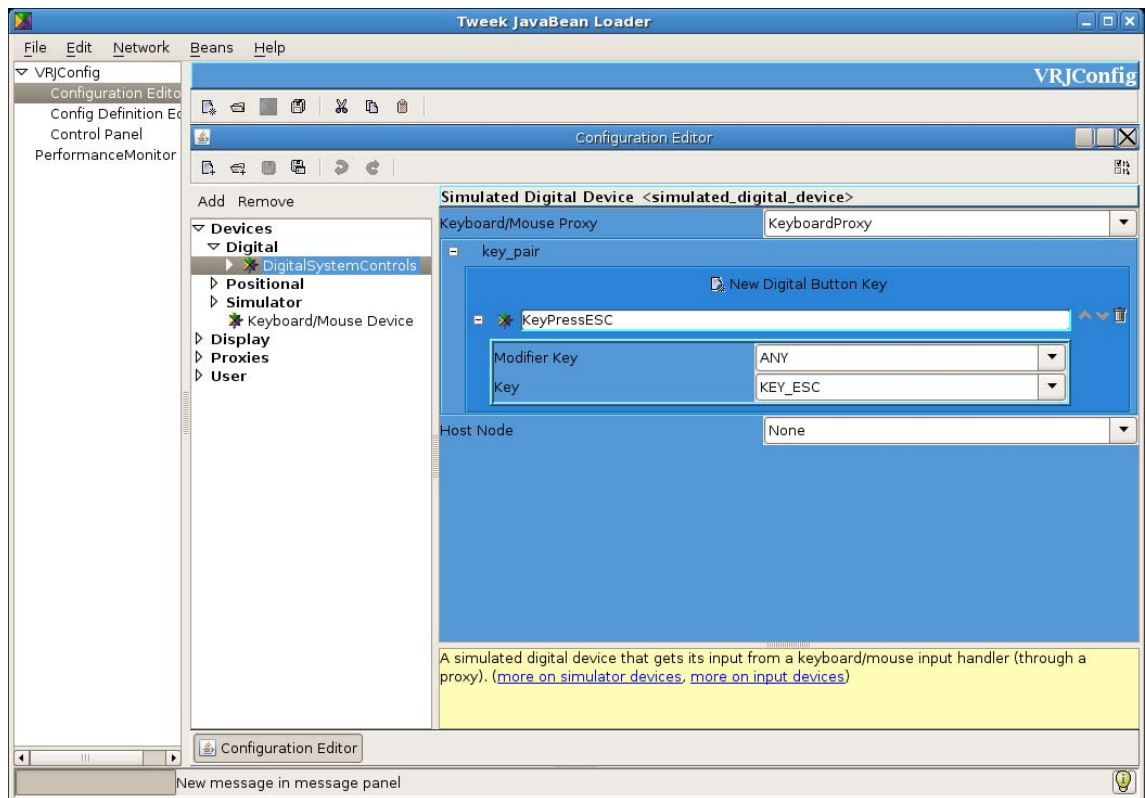 Tweek JavaBean Loader
File Edit Network Beans Help
VRJConfig
Configuration Edito
Config Definition Ed
Control Panel
PerformanceMonitor
VRJConfig
Configuration Editor
Add Remove
Devices
Digital
DigitalSystemControls
Positional
Simulator
Keyboard/Mouse Device
Display
Proxies
User
Simulated Digital Device <simulated_digital_device>
Keyboard/Mouse Proxy KeyboardProxy
key_pair
New Digital Button Key
KeyPressESC
Modifier Key ANY
Key KEY_ESC
Host Node None
A simulated digital device that gets its input from a keyboard/mouse input handler (through a
proxy). (more on simulator devices, more on input devices)
Configuration Editor
New message in message panel